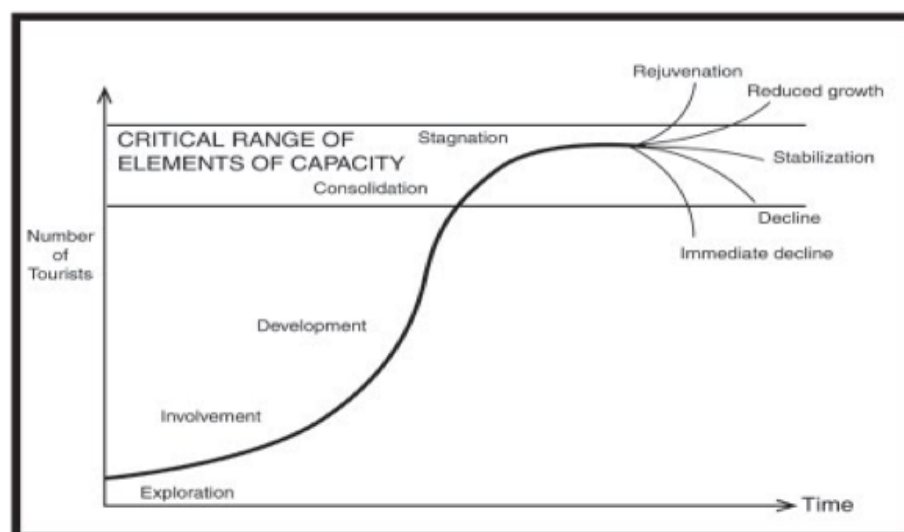 Rejuvenation
Reduced growth
CRITICAL RANGE OF
ELEMENTS OF CAPACITY
Stagnation
Stabilization
Consolidation
Decline
Number
of
Tourists
Immediate decline
Development
Involvement
Exploration
Time